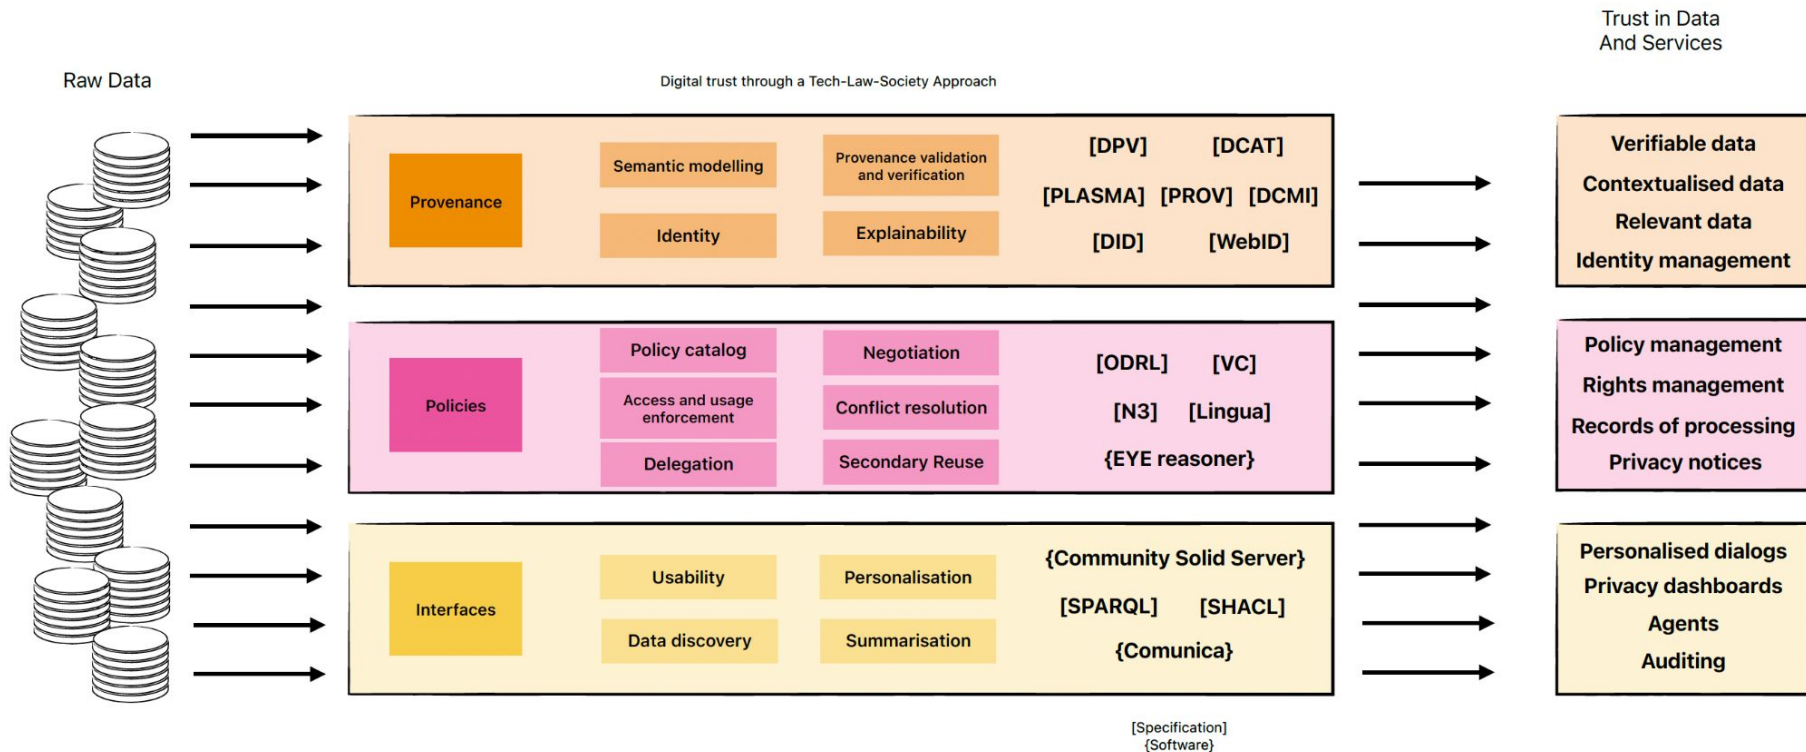 Trust in Data
And Services
Raw Data
Digital trust through a Tech-Law-Society Approach
Provenance
Semantic modelling
Provenance validation
and verification
Identity
Explainability
[DPV] [DCAT]
[PLASMA] [PROV] [DCMI]
[DID] [WebID]
Verifiable data
Contextualised data
Relevant data
Identity management
Policies
Policy catalog
Negotiation
Access and usage
enforcement
Conflict resolution
Delegation
Secondary Reuse
[ODRL] [VC]
[N3] [Lingua]
{EYE reasoner}
Policy management
Rights management
Records of processing
Privacy notices
Interfaces
Usability
Personalisation
Data discovery
Summarisation
{Community Solid Server}
[SPARQL] [SHACL]
{Comunica}
Personalised dialogs
Privacy dashboards
Agents
Auditing
[Specification]
{Software}